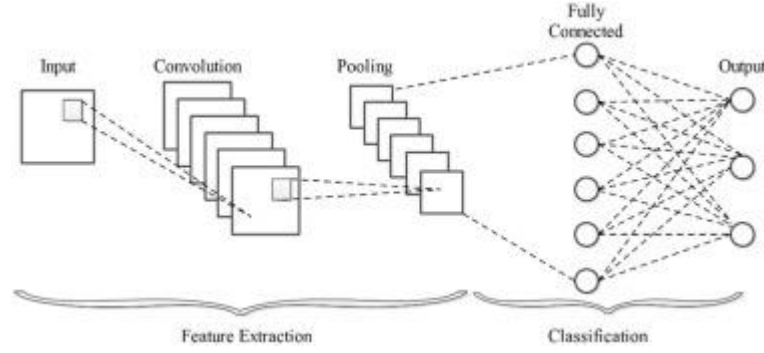 Fully
Connected
Input
Convolution
Pooling
Output
Feature Extraction
Classification